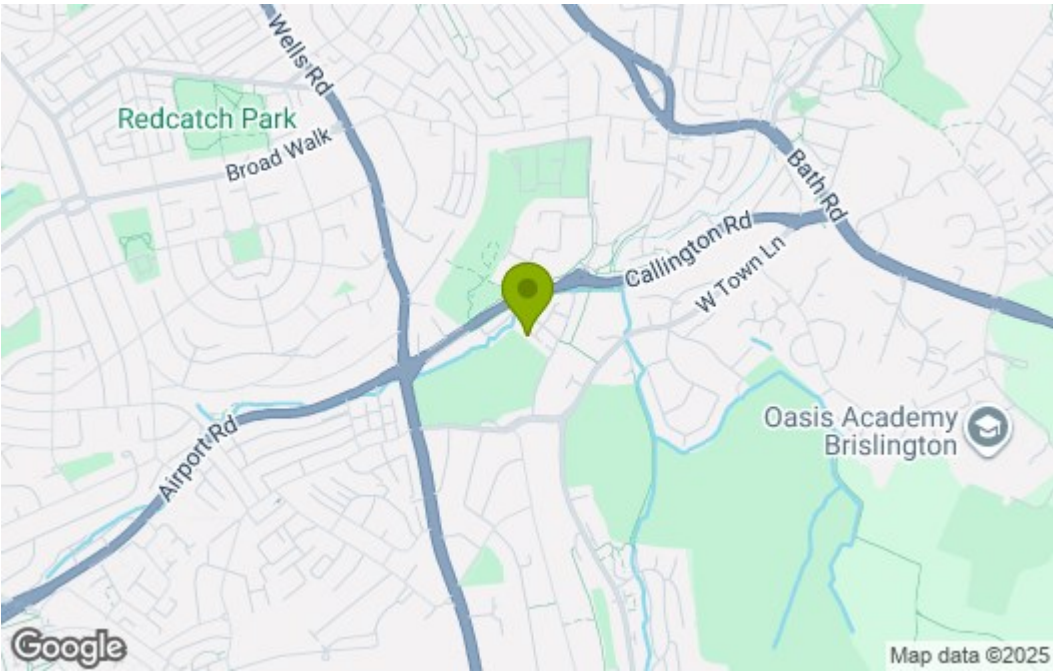 Wells Rd
Redcatch Park
Broad Walk
Bath Rd
Callington Rd
W Town Ln
Oasis Academy
Brislington
Airport Rd
Google
Map data ©2025